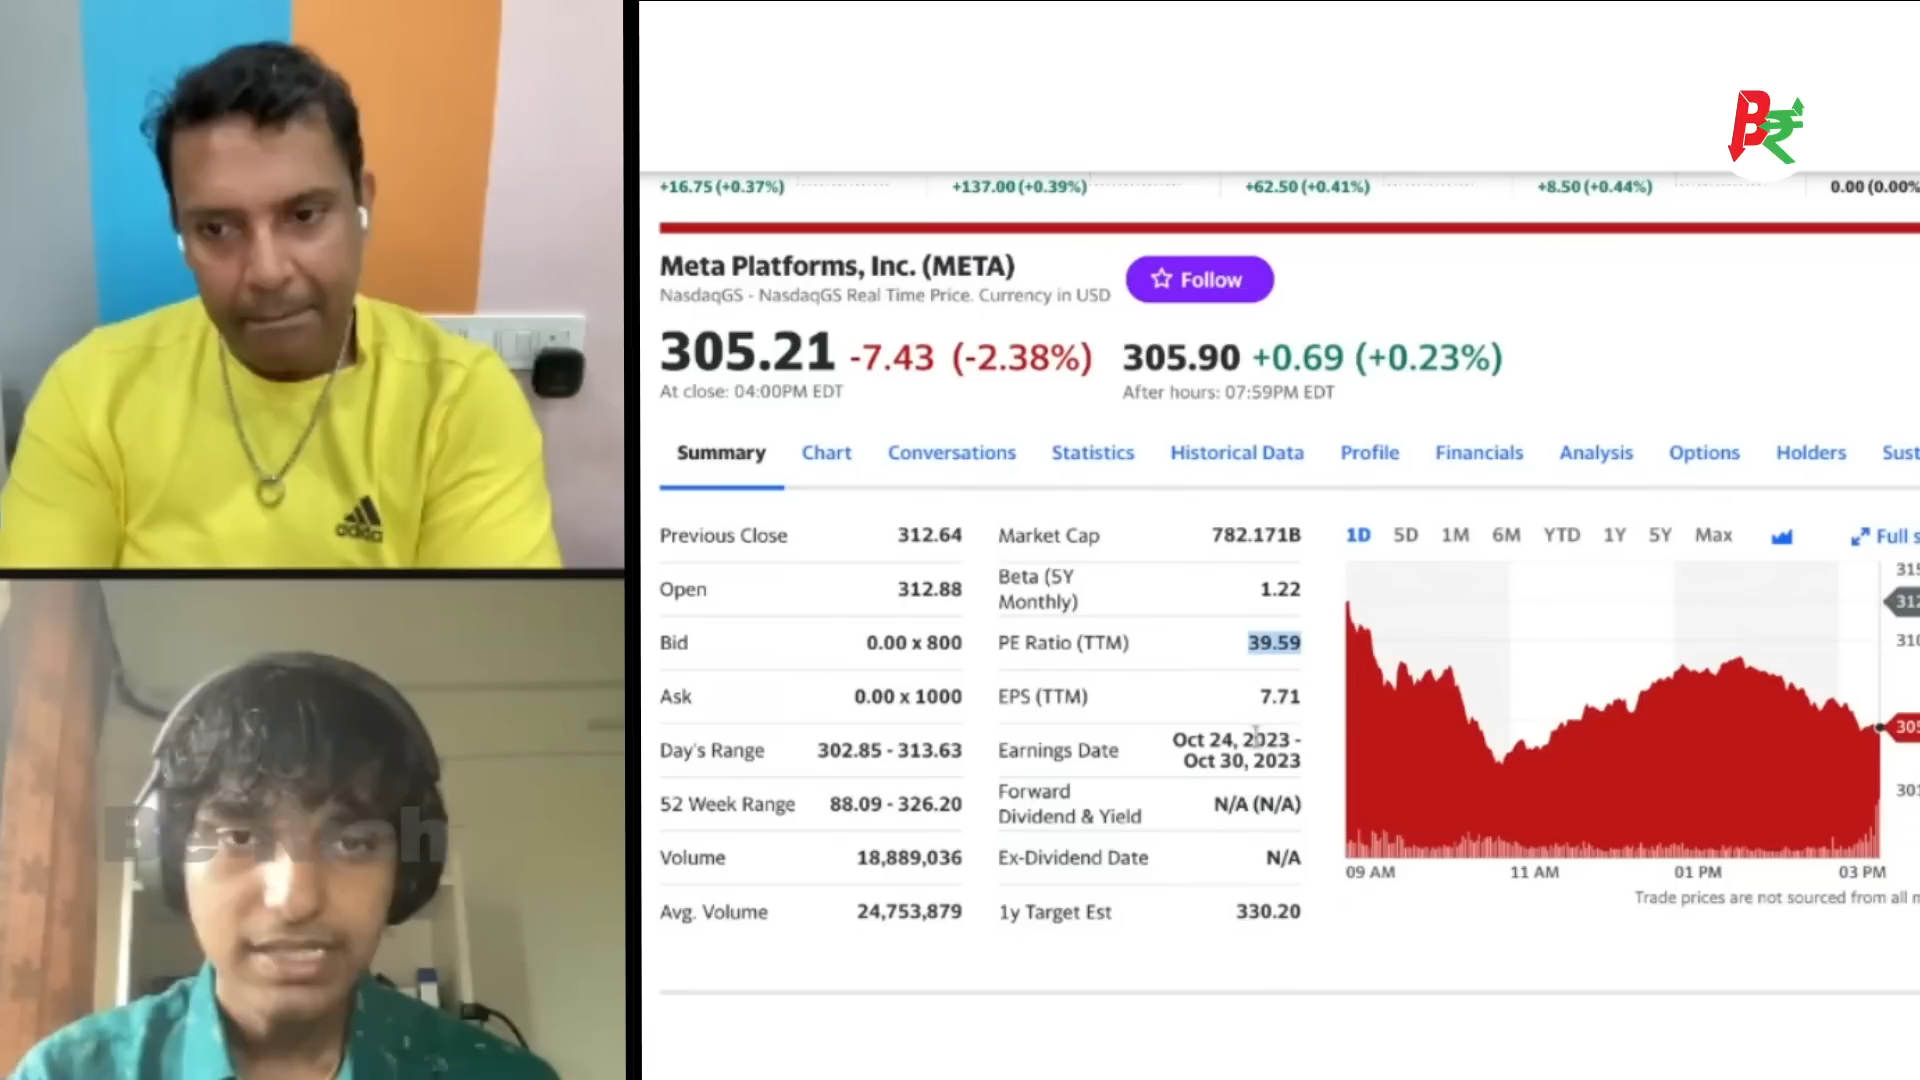 +16.75 (+0.37%) +137.00 (+0.39%) +62.50 (+0.41%) +8.50 (+0.44%) 0.00 (0.00%
Meta Platforms, Inc. (META)
Follow
NasdaqGS - NasdaqGS Real Time Price. Currency in USD
305.21 -7.43 (-2.38%) 305.90 +0.69 (+0.23%)
At close: 04:00PM EDT After hours: 07:59PM EDT
Summary Chart Conversations Statistics Historical Data Profile Financials Analysis Options Holders Sust
adidas
Previous Close 312.64
Open 312.88
Bid 0.00 x 800
Ask 0.00 x 1000
Day's Range 302.85 - 313.63
52 Week Range 88.09 - 326.20
Volume 18,889,036
Avg. Volume 24,753,879
Market Cap 782.171B
Beta (5Y
Monthly) 1.22
PE Ratio (TTM) 39.59
EPS (TTM) 7.71
Earnings Date Oct 24, 2023 -
Oct 30, 2023
Forward
Dividend & Yield N/A (N/A)
Ex-Dividend Date N/A
1y Target Est 330.20
1D 5D 1M 6M YTD 1Y 5Y Max Full s
315
312
310
305
301
09 AM 11 AM 01 PM 03 PM
Trade prices are not sourced from all m